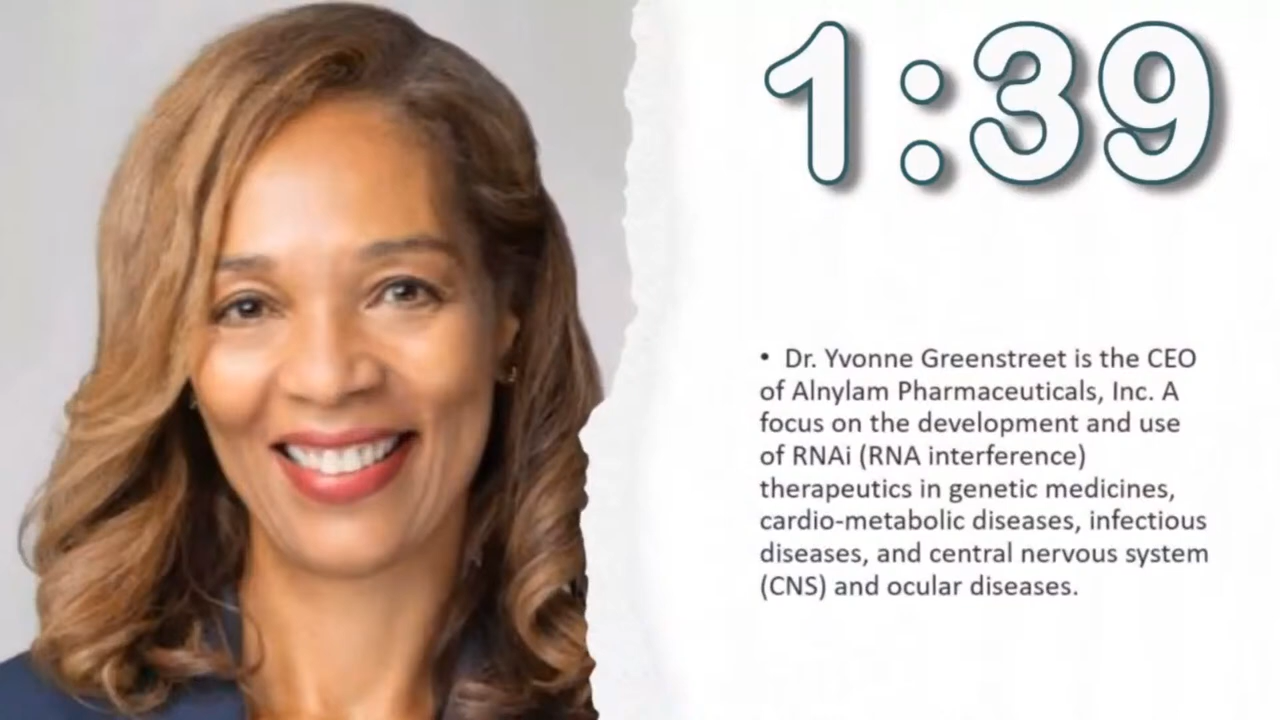 1:39
• Dr. Yvonne Greenstreet is the CEO
of Alnylam Pharmaceuticals, Inc. A
focus on the development and use
of RNAi (RNA interference)
therapeutics in genetic medicines,
cardio-metabolic diseases, infectious
diseases, and central nervous system
(CNS) and ocular diseases.